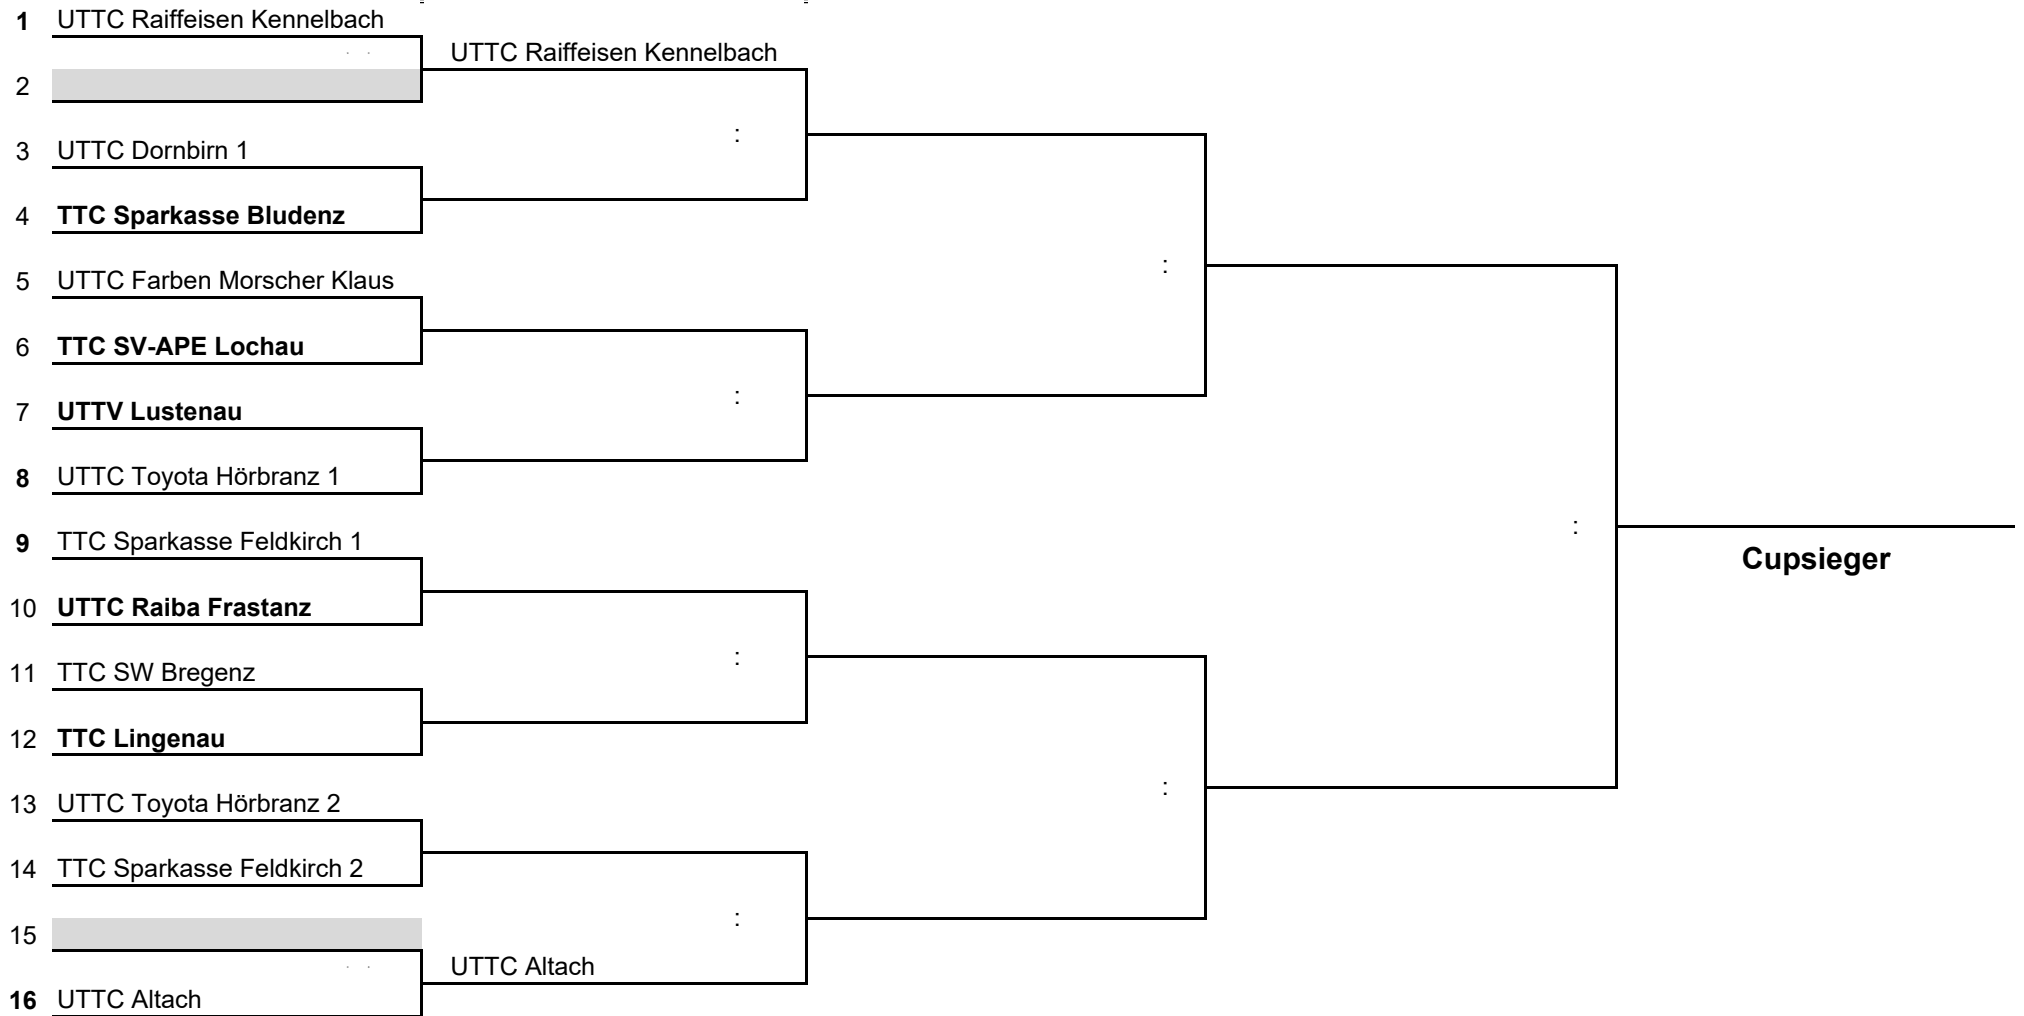 1 UTTC Raiffeisen Kennelbach
UTTC Raiffeisen Kennelbach
2
:
3 UTTC Dornbirn 1
4 TTC Sparkasse Bludenz
:
5 UTTC Farben Morscher Klaus
6 TTC SV-APE Lochau
:
7 UTTV Lustenau
8 UTTC Toyota Hörbranz 1
:
9 TTC Sparkasse Feldkirch 1
Cupsieger
10 UTTC Raiba Frastanz
:
11 TTC SW Bregenz
12 TTC Lingenau
:
13 UTTC Toyota Hörbranz 2
14 TTC Sparkasse Feldkirch 2
:
15
UTTC Altach
16 UTTC Altach